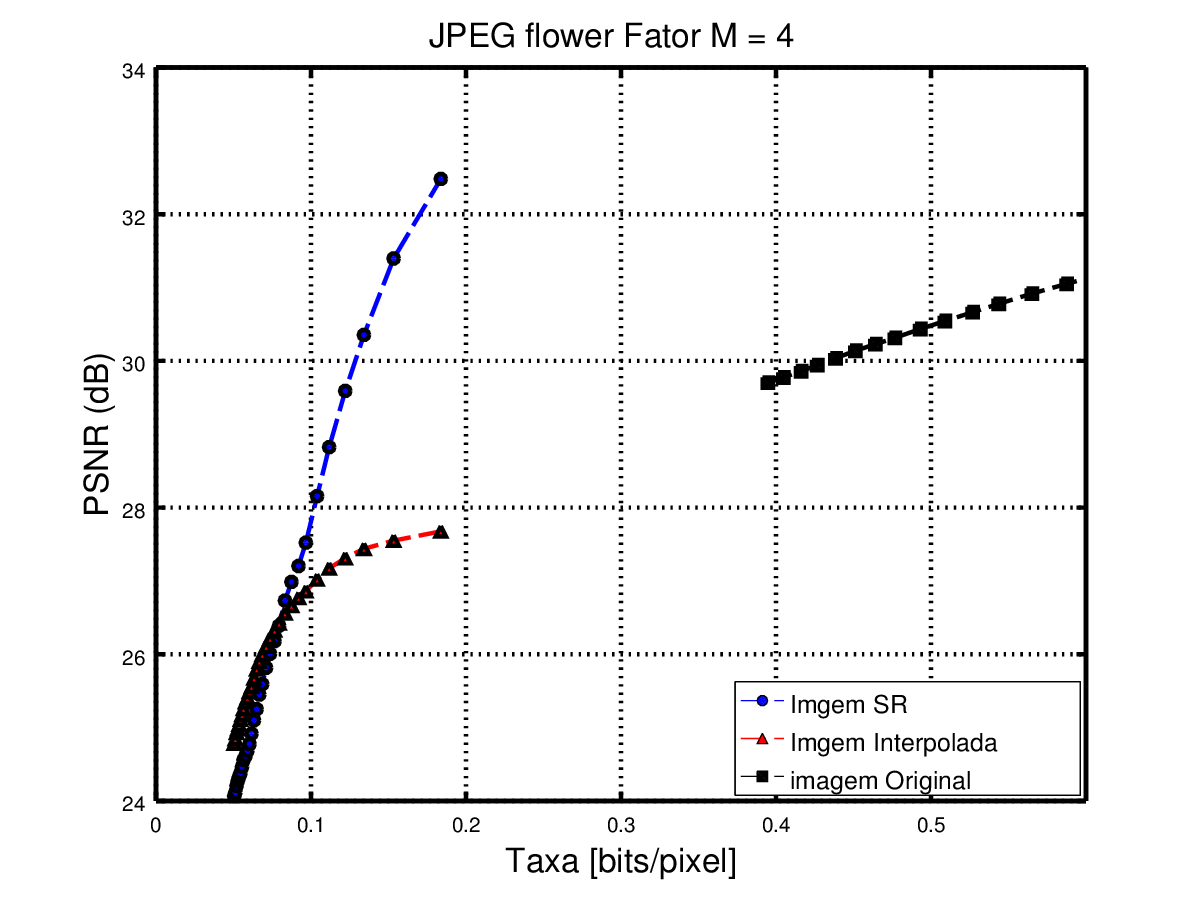 JPEG flower Fator M = 4
34
32
30
28
26
24
PSNR (dB)
0
0.1
0.2
0.3
0.4
0.5
Taxa [bits/pixel]
Imgem SR
Imgem Interpolada
imagem Original